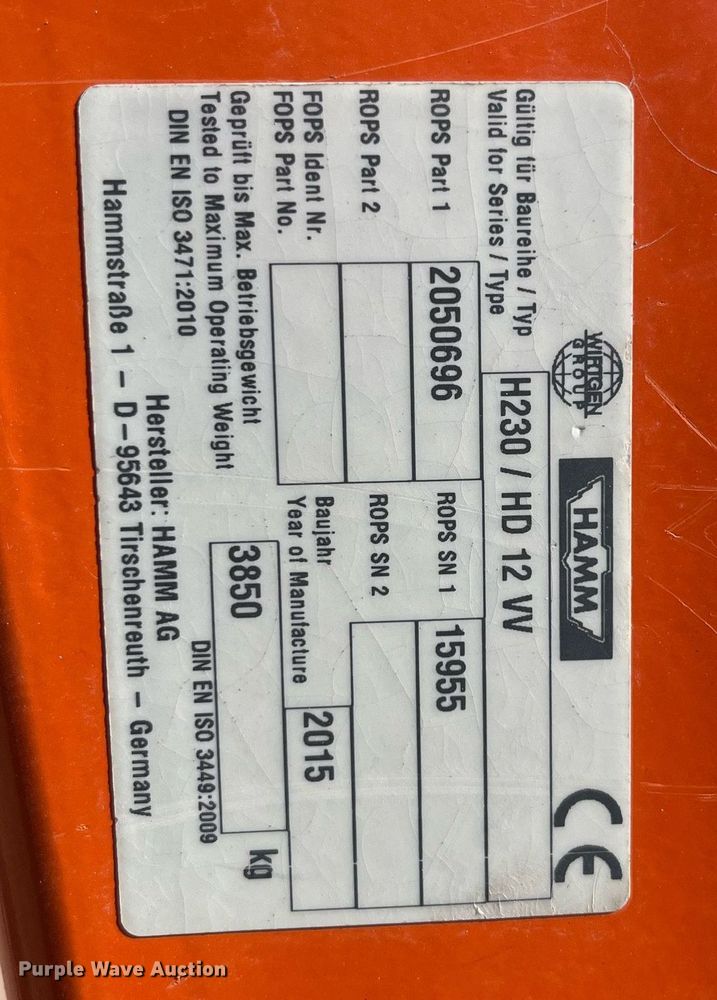 WIRTGEN
GROUP
HAMM
CE
Gültig für Baureihe / Typ
Valid for Series / Type
H230 / HD 12 VV
ROPS Part 1
2050696
ROPS SN 1
15955
ROPS Part 2
ROPS SN 2
FOPS Ident Nr.
FOPS Part No.
Baujahr
Year of Manufacture
2015
Geprüft bis Max. Betriebsgewicht
Tested to Maximum Operating Weight
3850
kg
DIN EN ISO 3471:2010
DIN EN ISO 3449:2009
Hersteller: HAMM AG
Hammstraße 1 – D–95643 Tirschenreuth – Germany
Purple Wave Auction